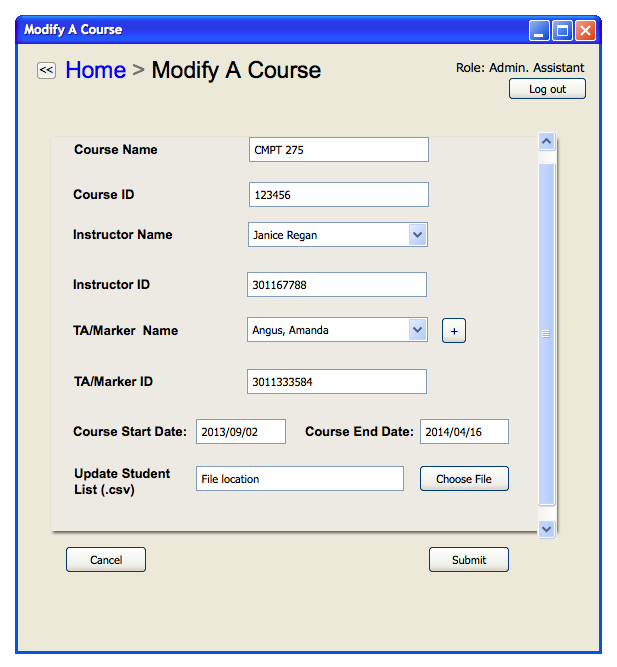 Modify A Course
<< Home > Modify A Course
Role: Admin. Assistant
Log out
Course Name CMPT 275
Course ID 123456
Instructor Name Janice Regan
Instructor ID 301167788
TA/Marker Name Angus, Amanda +
TA/Marker ID 3011333584
Course Start Date: 2013/09/02 Course End Date: 2014/04/16
Update Student
List (.csv) File location Choose File
Cancel Submit